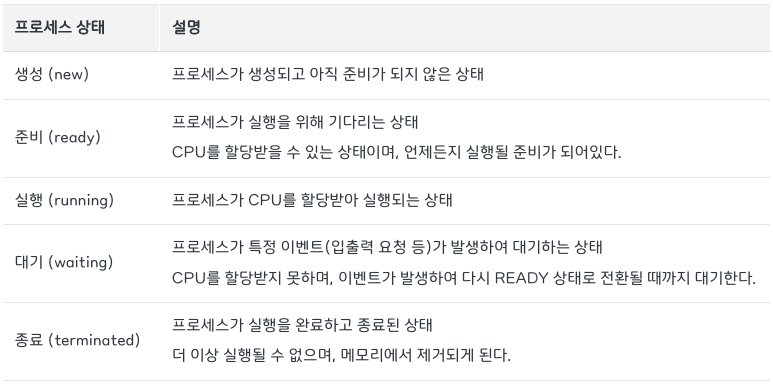 프로세스 상태 설명
생성 (new) 프로세스가 생성되고 아직 준비가 되지 않은 상태
준비 (ready) 프로세스가 실행을 위해 기다리는 상태
CPU를 할당받을 수 있는 상태이며, 언제든지 실행될 준비가 되어있다.
실행 (running) 프로세스가 CPU를 할당받아 실행되는 상태
대기 (waiting) 프로세스가 특정 이벤트(입출력 요청 등)가 발생하여 대기하는 상태
CPU를 할당받지 못하며, 이벤트가 발생하여 다시 READY 상태로 전환될 때까지 대기한다.
종료 (terminated) 프로세스가 실행을 완료하고 종료된 상태
더 이상 실행될 수 없으며, 메모리에서 제거되게 된다.